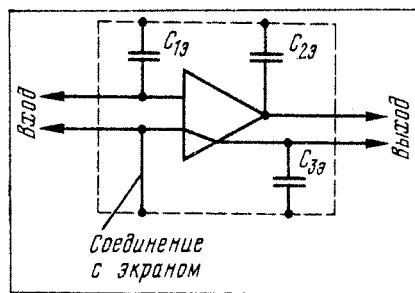 C1э
C2э
Вход
Выход
C3э
Соединение
с экраном